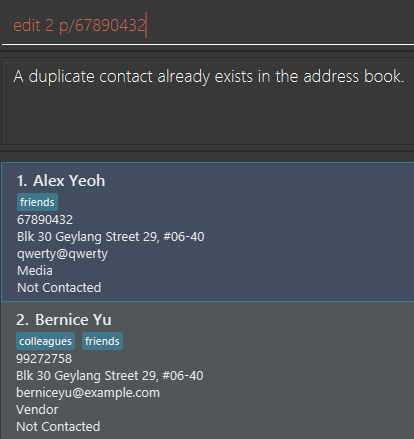 edit 2 p/67890432
A duplicate contact already exists in the address book.
1. Alex Yeoh
friends
67890432
Blk 30 Geylang Street 29, #06-40
qwerty@qwerty
Media
Not Contacted
2. Bernice Yu
colleagues friends
99272758
Blk 30 Geylang Street 29, #06-40
berniceyu@example.com
Vendor
Not Contacted